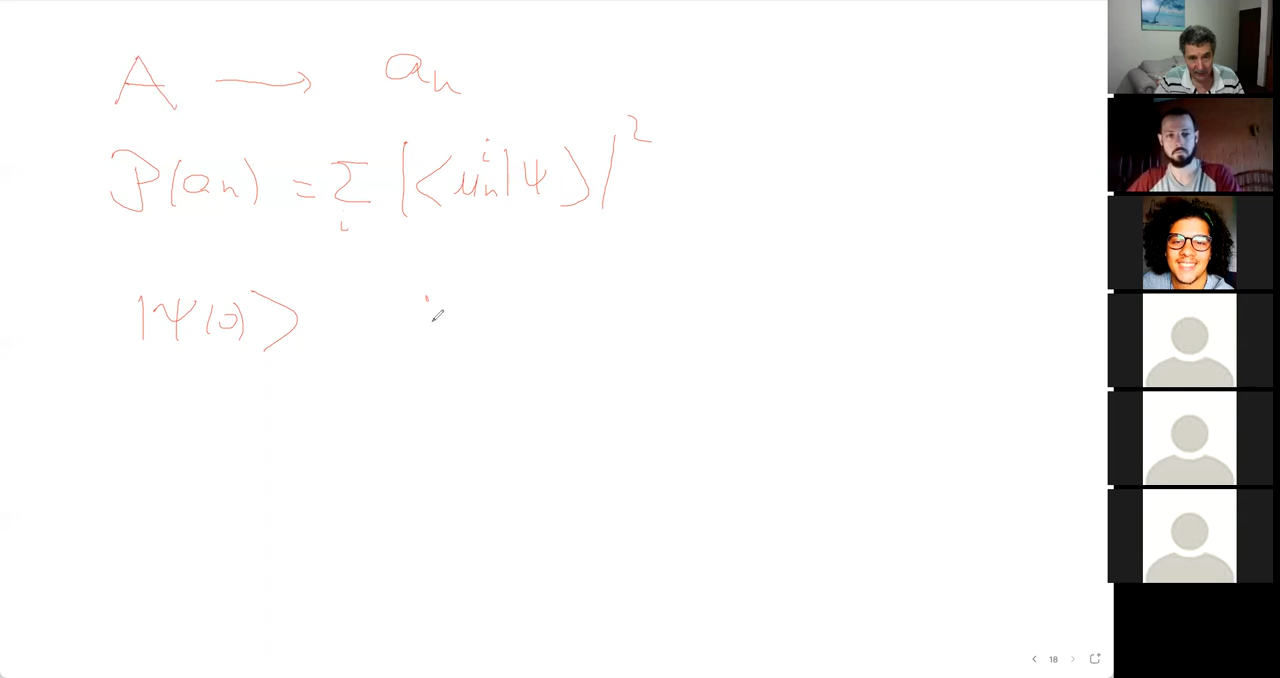 A → aₙ
P(aₙ) = Σᵢ |<uₙⁱ|Ψ>|²
|Ψ(0)>
18